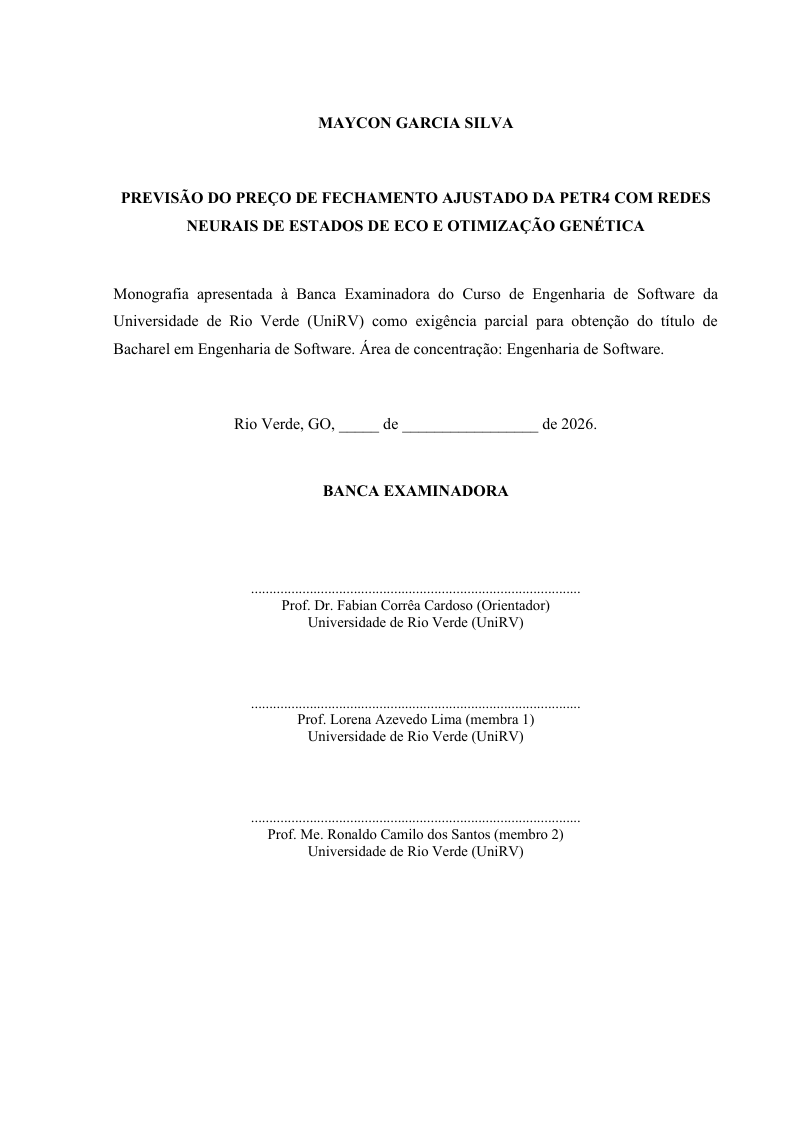 MAYCON GARCIA SILVA
PREVISÃO DO PREÇO DE FECHAMENTO AJUSTADO DA PETR4 COM REDES
NEURAIS DE ESTADOS DE ECO E OTIMIZAÇÃO GENÉTICA
Monografia apresentada à Banca Examinadora do Curso de Engenharia de Software da
Universidade de Rio Verde (UniRV) como exigência parcial para obtenção do título de
Bacharel em Engenharia de Software. Área de concentração: Engenharia de Software.
Rio Verde, GO, _____ de _________________ de 2026.
BANCA EXAMINADORA
..........................................................................................
Prof. Dr. Fabian Corrêa Cardoso (Orientador)
Universidade de Rio Verde (UniRV)
..........................................................................................
Prof. Lorena Azevedo Lima (membra 1)
Universidade de Rio Verde (UniRV)
..........................................................................................
Prof. Me. Ronaldo Camilo dos Santos (membro 2)
Universidade de Rio Verde (UniRV)